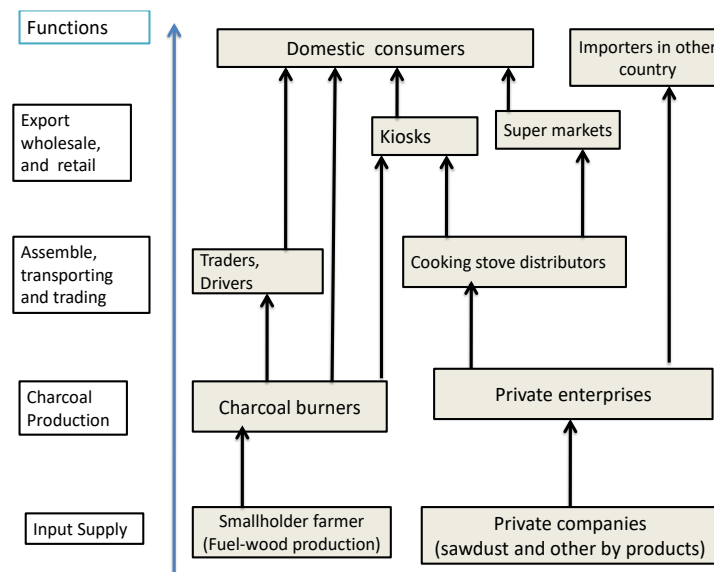 Functions
Domestic consumers
Importers in other
country
Export
wholesale,
and retail
Kiosks
Super markets
Assemble,
transporting
and trading
Traders,
Drivers
Cooking stove distributors
Charcoal
Production
Charcoal burners
Private enterprises
Input Supply
Smallholder farmer
(Fuel-wood production)
Private companies
(sawdust and other by products)